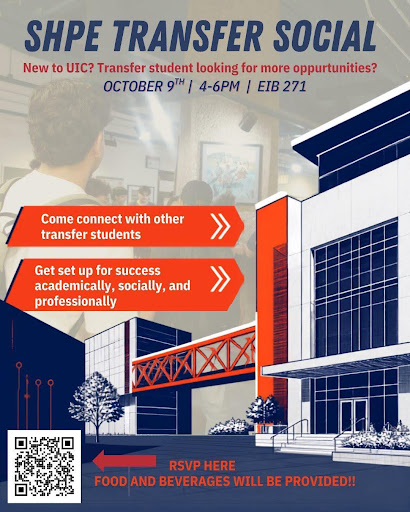 SHPE TRANSFER SOCIAL
New to UIC? Transfer student looking for more oppurtunities?
OCTOBER 9TH | 4-6PM | EIB 271
Come connect with other
transfer students
Get set up for success
academically, socially, and
professionally
RSVP HERE
FOOD AND BEVERAGES WILL BE PROVIDED!!